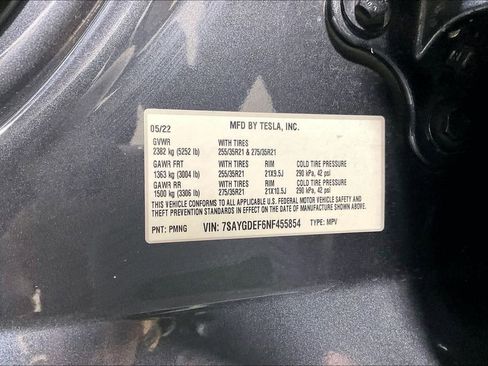 05/22 MFD BY TESLA, INC.
GVWR WITH TIRES
2382 kg (5252 lb) 255/35R21 & 275/35R21
GAWR FRT WITH TIRES RIM COLD TIRE PRESSURE
1363 kg (3004 lb) 255/35R21 21X9.5J 290 kPa, 42 psi
GAWR RR WITH TIRES RIM COLD TIRE PRESSURE
1500 kg (3306 lb) 275/35R21 21X10.5J 290 kPa, 42 psi
THIS VEHICLE CONFORMS TO ALL APPLICABLE U.S. FEDERAL MOTOR VEHICLE SAFETY AND
THEFT PREVENTION STANDARDS IN EFFECT ON THE DATE OF MANUFACTURE SHOWN ABOVE.
PNT: PMNG VIN: 7SAYGDEF6NF455854 TYPE: MPV